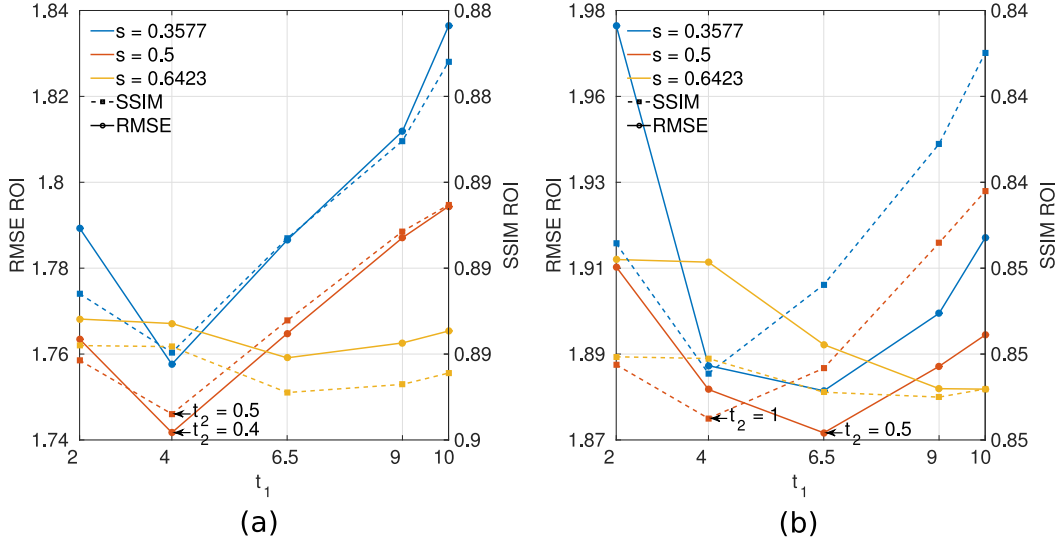 1.84
1.82
1.8
1.78
1.76
1.74
RMSE ROI
s = 0.3577
s = 0.5
s = 0.6423
SSIM
RMSE
t2 = 0.5
t2 = 0.4
0.88
0.88
0.89
0.89
0.89
0.9
SSIM ROI
2
4
6.5
9
10
t1
(a)
1.98
1.96
1.93
1.91
1.89
1.87
RMSE ROI
s = 0.3577
s = 0.5
s = 0.6423
SSIM
RMSE
t2 = 1
t2 = 0.5
0.84
0.84
0.84
0.85
0.85
0.85
SSIM ROI
2
4
6.5
9
10
t1
(b)